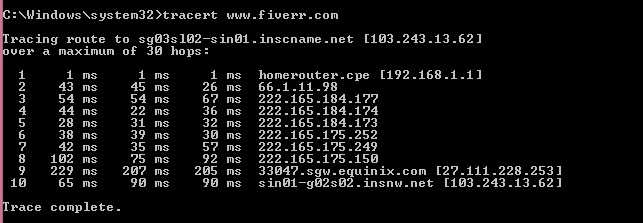 C:\Windows\system32>tracert www.fiverr.com
Tracing route to sg03sl02-sin01.inscname.net [103.243.13.62]
over a maximum of 30 hops:
1 1 ms 1 ms 1 ms homerouter.cpe [192.168.1.1]
2 43 ms 45 ms 26 ms 66.1.11.98
3 54 ms 54 ms 67 ms 222.165.184.177
4 44 ms 22 ms 36 ms 222.165.184.174
5 28 ms 31 ms 32 ms 222.165.184.173
6 38 ms 39 ms 30 ms 222.165.175.252
7 42 ms 35 ms 57 ms 222.165.175.249
8 102 ms 75 ms 92 ms 222.165.175.150
9 229 ms 207 ms 205 ms 33047.sgw.equinix.com [27.111.228.253]
10 65 ms 90 ms 90 ms sin01-g02s02.insnw.net [103.243.13.62]
Trace complete.